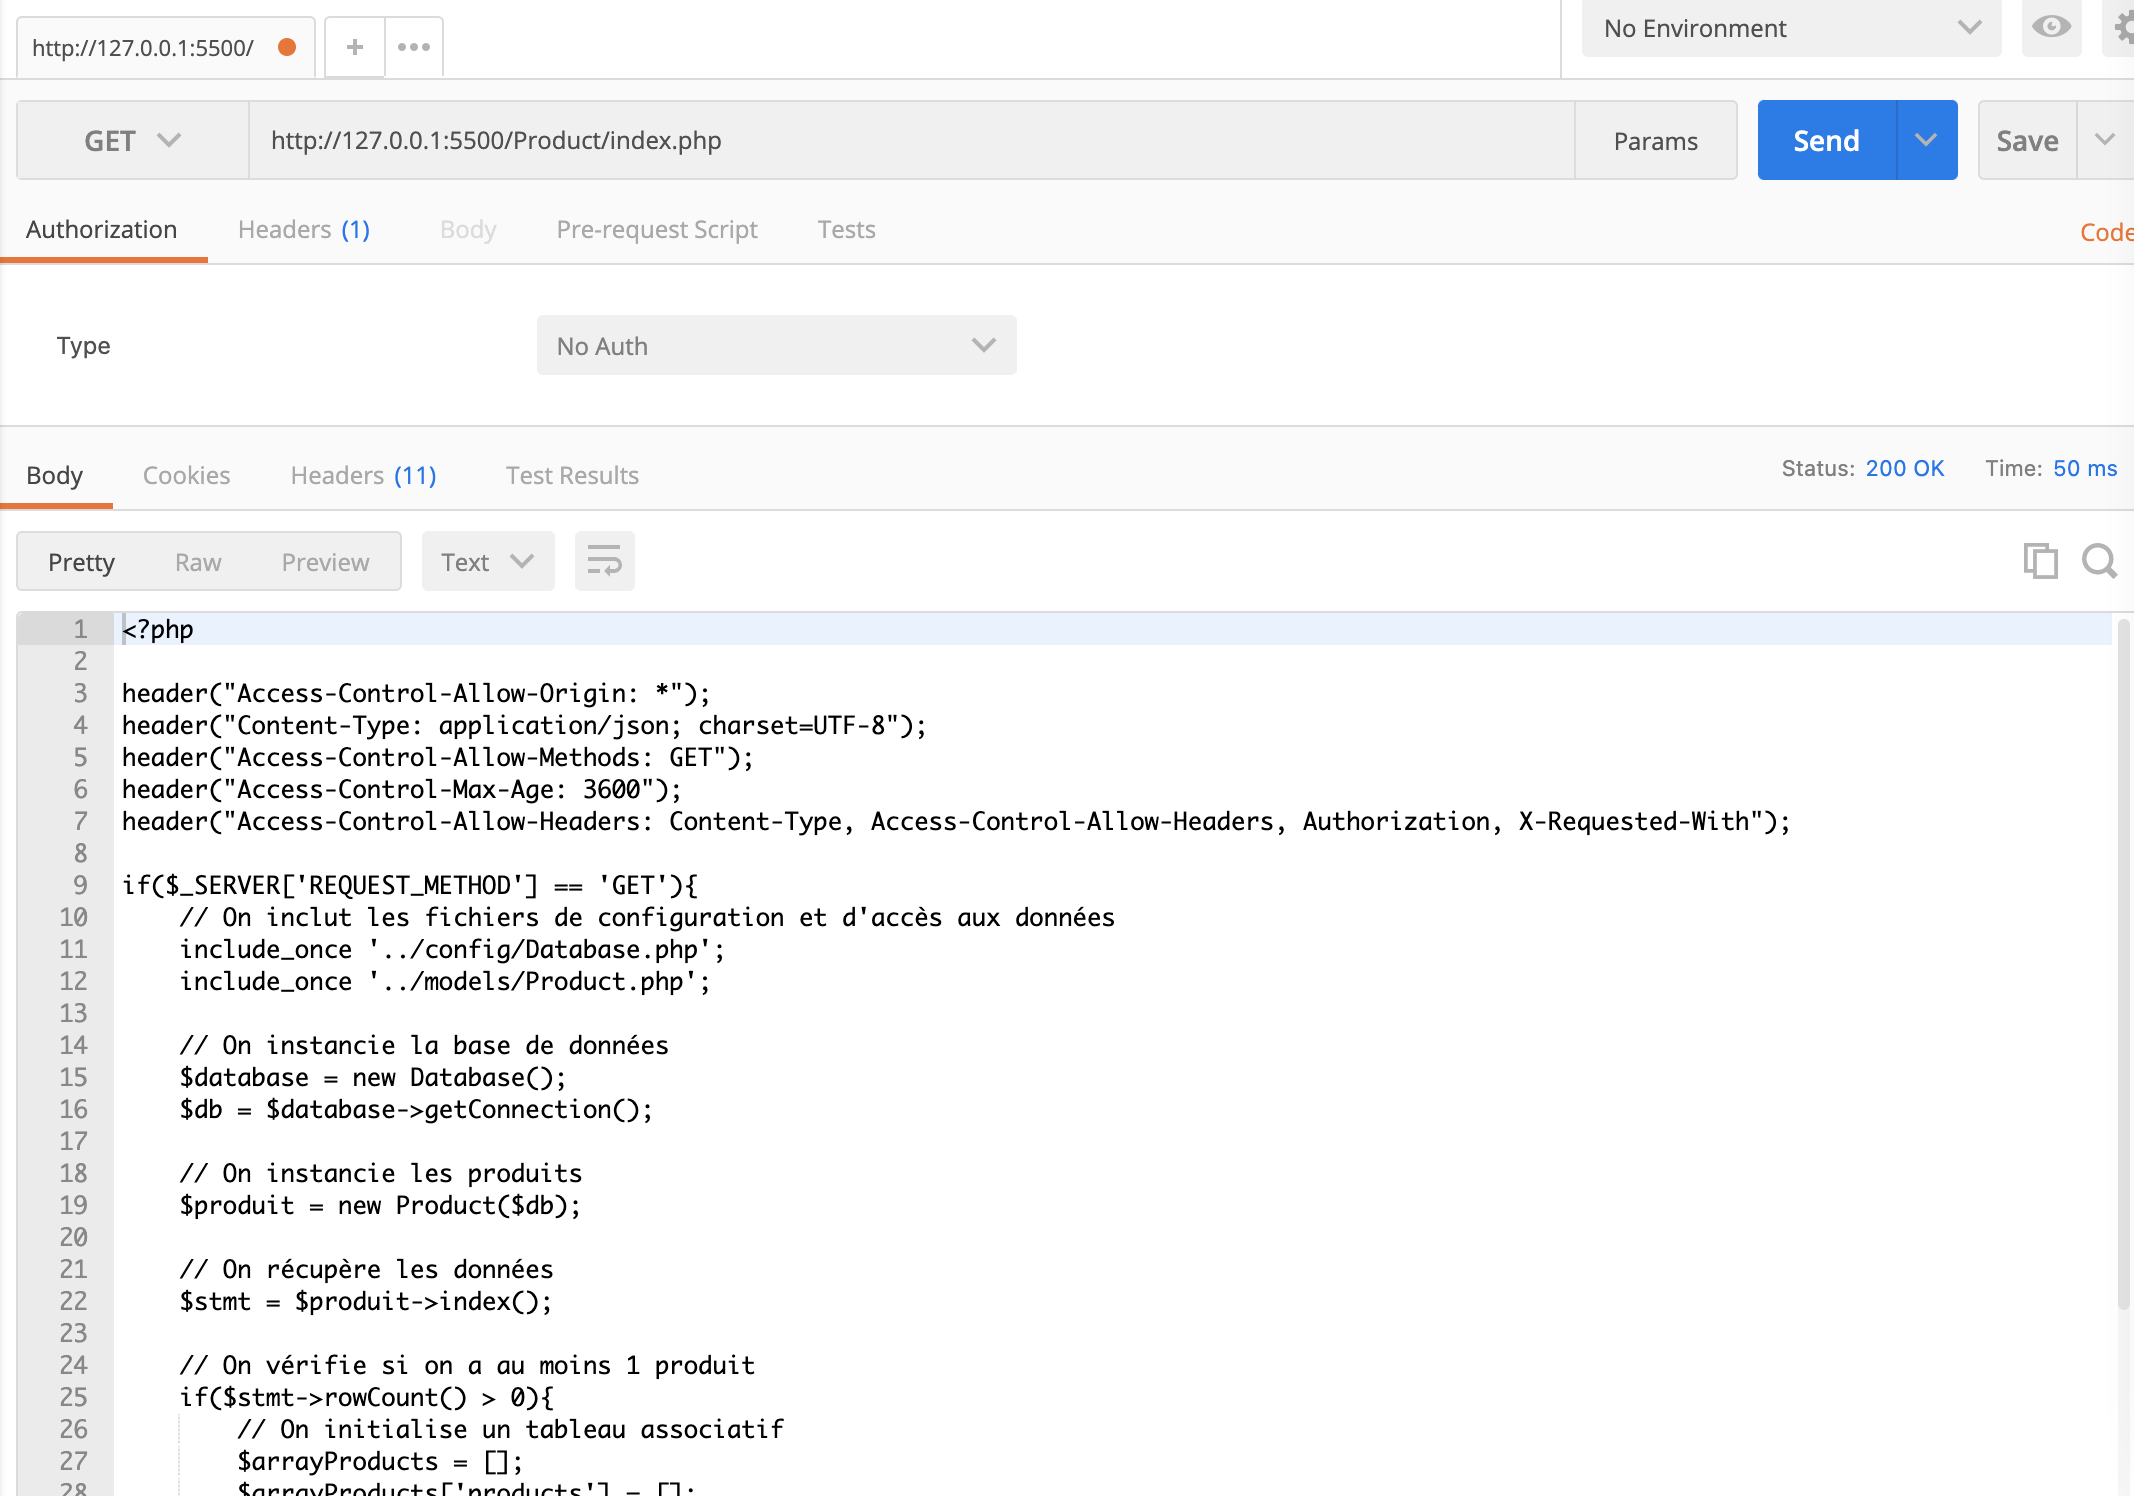 http://127.0.0.1:5500/
No Environment
GET http://127.0.0.1:5500/Product/index.php Params Send Save
Authorization Headers (1) Body Pre-request Script Tests Code
Type No Auth
Body Cookies Headers (11) Test Results Status: 200 OK Time: 50 ms
Pretty Raw Preview Text
1 <?php
2
3 header("Access-Control-Allow-Origin: *");
4 header("Content-Type: application/json; charset=UTF-8");
5 header("Access-Control-Allow-Methods: GET");
6 header("Access-Control-Max-Age: 3600");
7 header("Access-Control-Allow-Headers: Content-Type, Access-Control-Allow-Headers, Authorization, X-Requested-With");
8
9 if($_SERVER['REQUEST_METHOD'] == 'GET'){
10 // On inclut les fichiers de configuration et d'accès aux données
11 include_once '../config/Database.php';
12 include_once '../models/Product.php';
13
14 // On instancie la base de données
15 $database = new Database();
16 $db = $database->getConnection();
17
18 // On instancie les produits
19 $produit = new Product($db);
20
21 // On récupère les données
22 $stmt = $produit->index();
23
24 // On vérifie si on a au moins 1 produit
25 if($stmt->rowCount() > 0){
26 // On initialise un tableau associatif
27 $arrayProducts = [];
28 $arrayProducts['products'] = [];